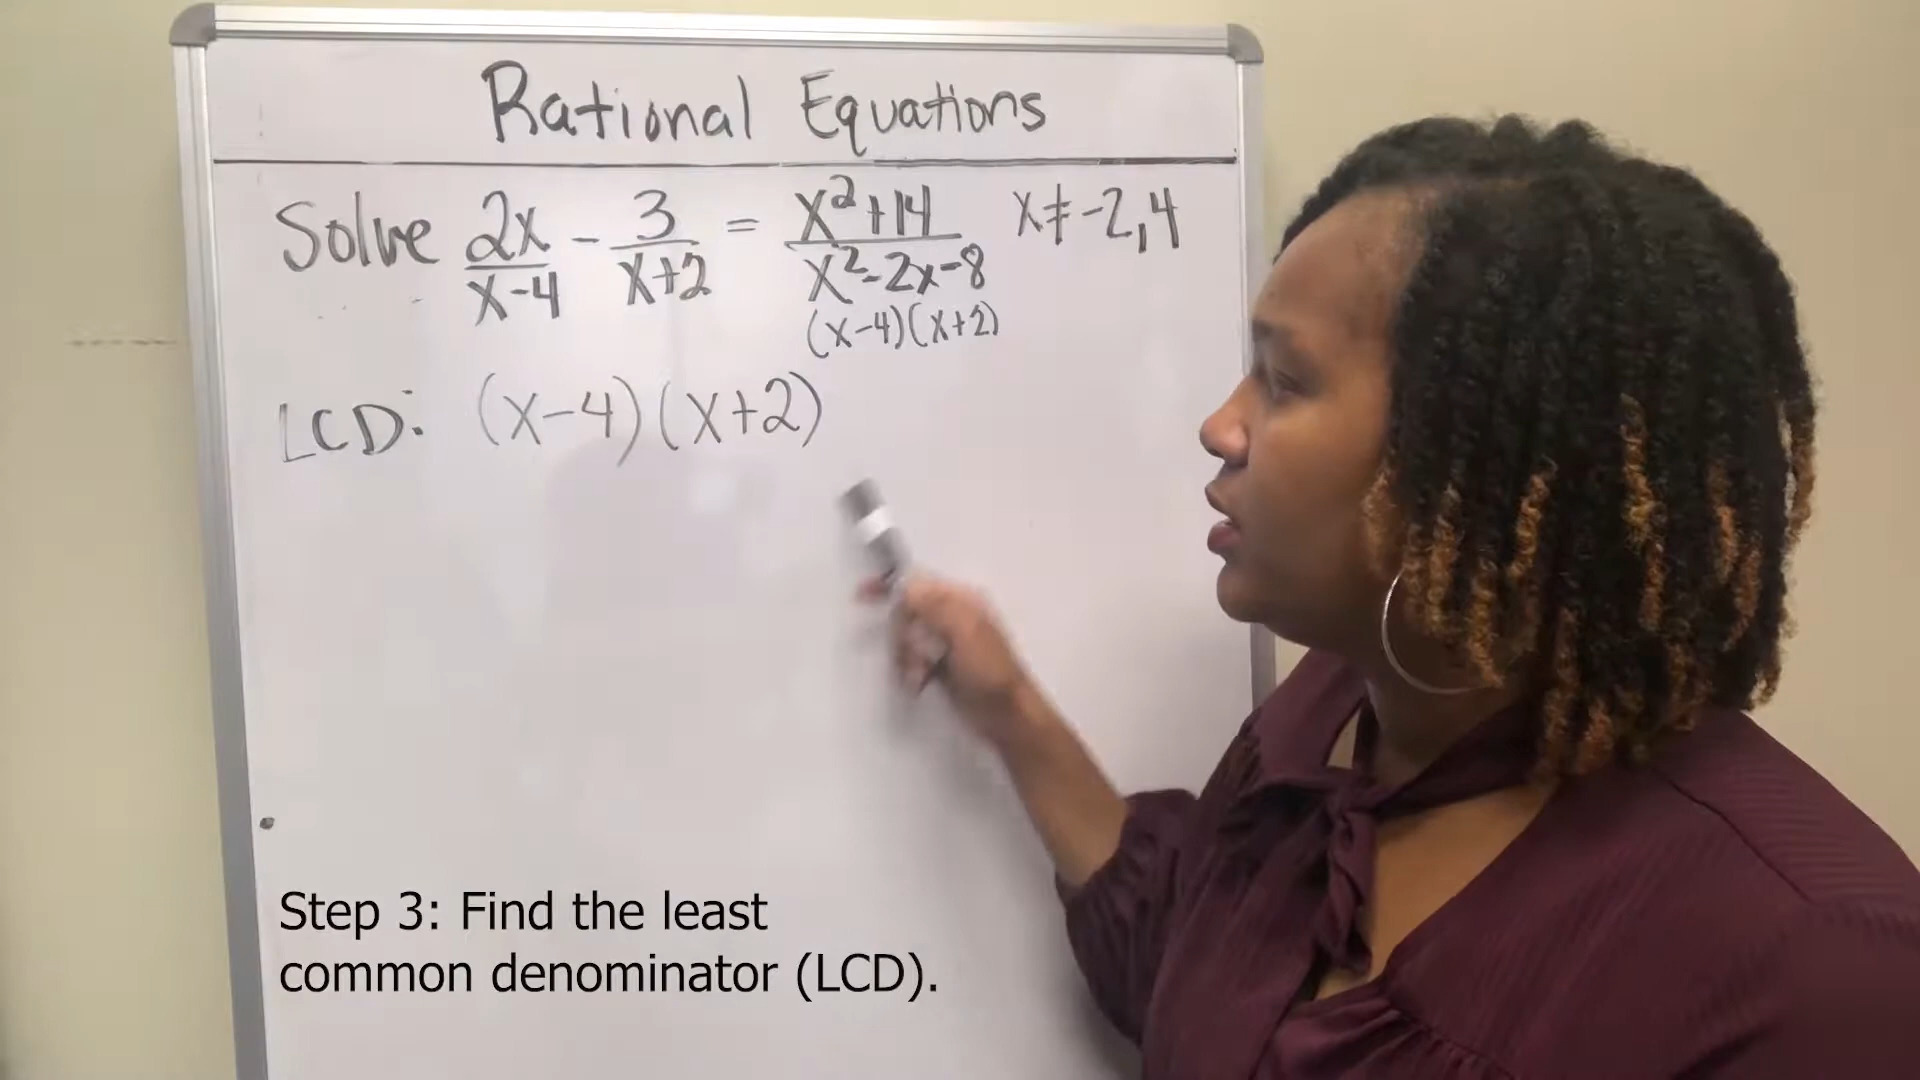 Rational Equations
Solve 2x/x-4 - 3/x+2 = x²+14/x²-2x-8 x≠-2,4
(x-4)(x+2)
LCD: (x-4)(x+2)
Step 3: Find the least
common denominator (LCD).